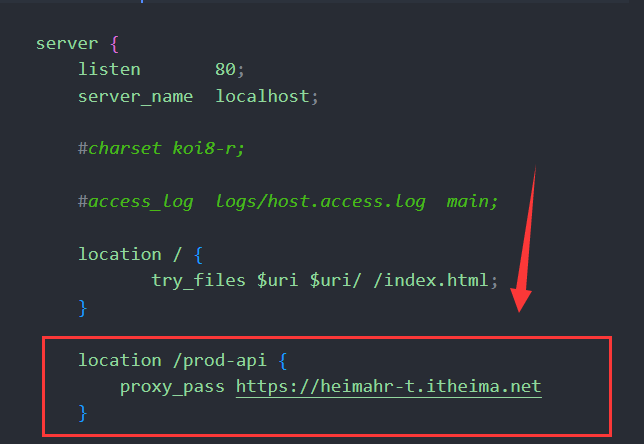 server {
listen 80;
server_name localhost;
#charset koi8-r;
#access_log logs/host.access.log main;
location / {
try_files $uri $uri/ /index.html;
}
location /prod-api {
proxy_pass https://heimahr-t.itheima.net
}